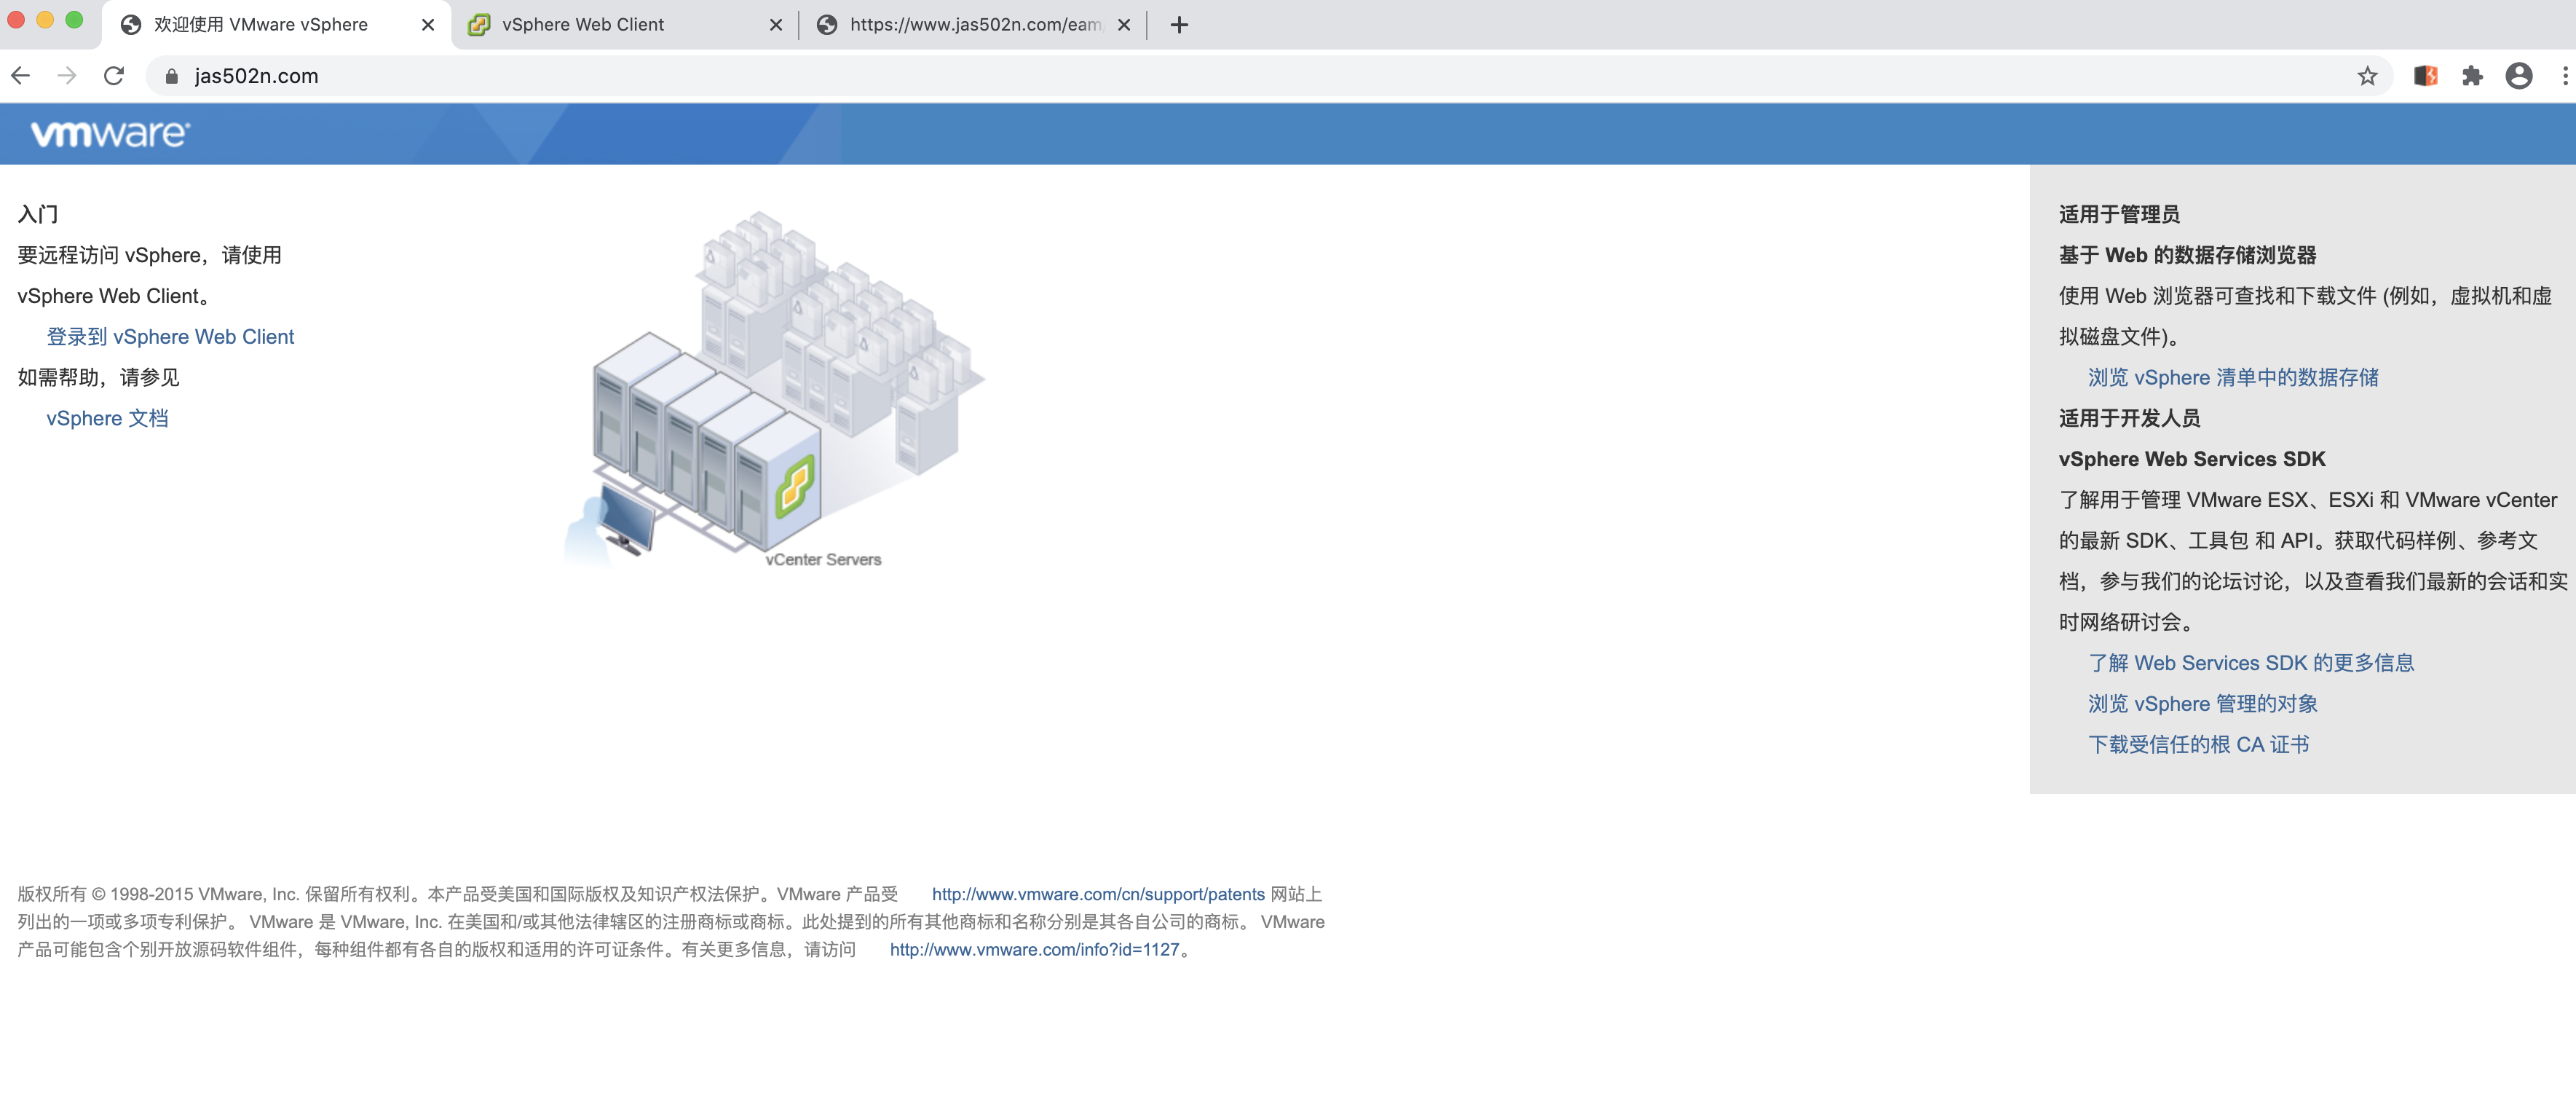 欢迎使用 VMware vSphere
vSphere Web Client
https://www.jas502n.com/eam
jas502n.com
vmware
入门
要远程访问 vSphere，请使用
vSphere Web Client。
登录到 vSphere Web Client
如需帮助，请参见
vSphere 文档
vCenter Servers
适用于管理员
基于 Web 的数据存储浏览器
使用 Web 浏览器可查找和下载文件 (例如，虚拟机和虚
拟磁盘文件)。
浏览 vSphere 清单中的数据存储
适用于开发人员
vSphere Web Services SDK
了解用于管理 VMware ESX、ESXi 和 VMware vCenter
的最新 SDK、工具包 和 API。获取代码样例、参考文
档，参与我们的论坛讨论，以及查看我们最新的会话和实
时网络研讨会。
了解 Web Services SDK 的更多信息
浏览 vSphere 管理的对象
下载受信任的根 CA 证书
版权所有 © 1998-2015 VMware, Inc. 保留所有权利。本产品受美国和国际版权及知识产权法保护。VMware 产品受 http://www.vmware.com/cn/support/patents 网站上
列出的一项或多项专利保护。 VMware 是 VMware, Inc. 在美国和/或其他法律辖区的注册商标或商标。此处提到的所有其他商标和名称分别是其各自公司的商标。 VMware
产品可能包含个别开放源码软件组件，每种组件都有各自的版权和适用的许可证条件。有关更多信息，请访问 http://www.vmware.com/info?id=1127。